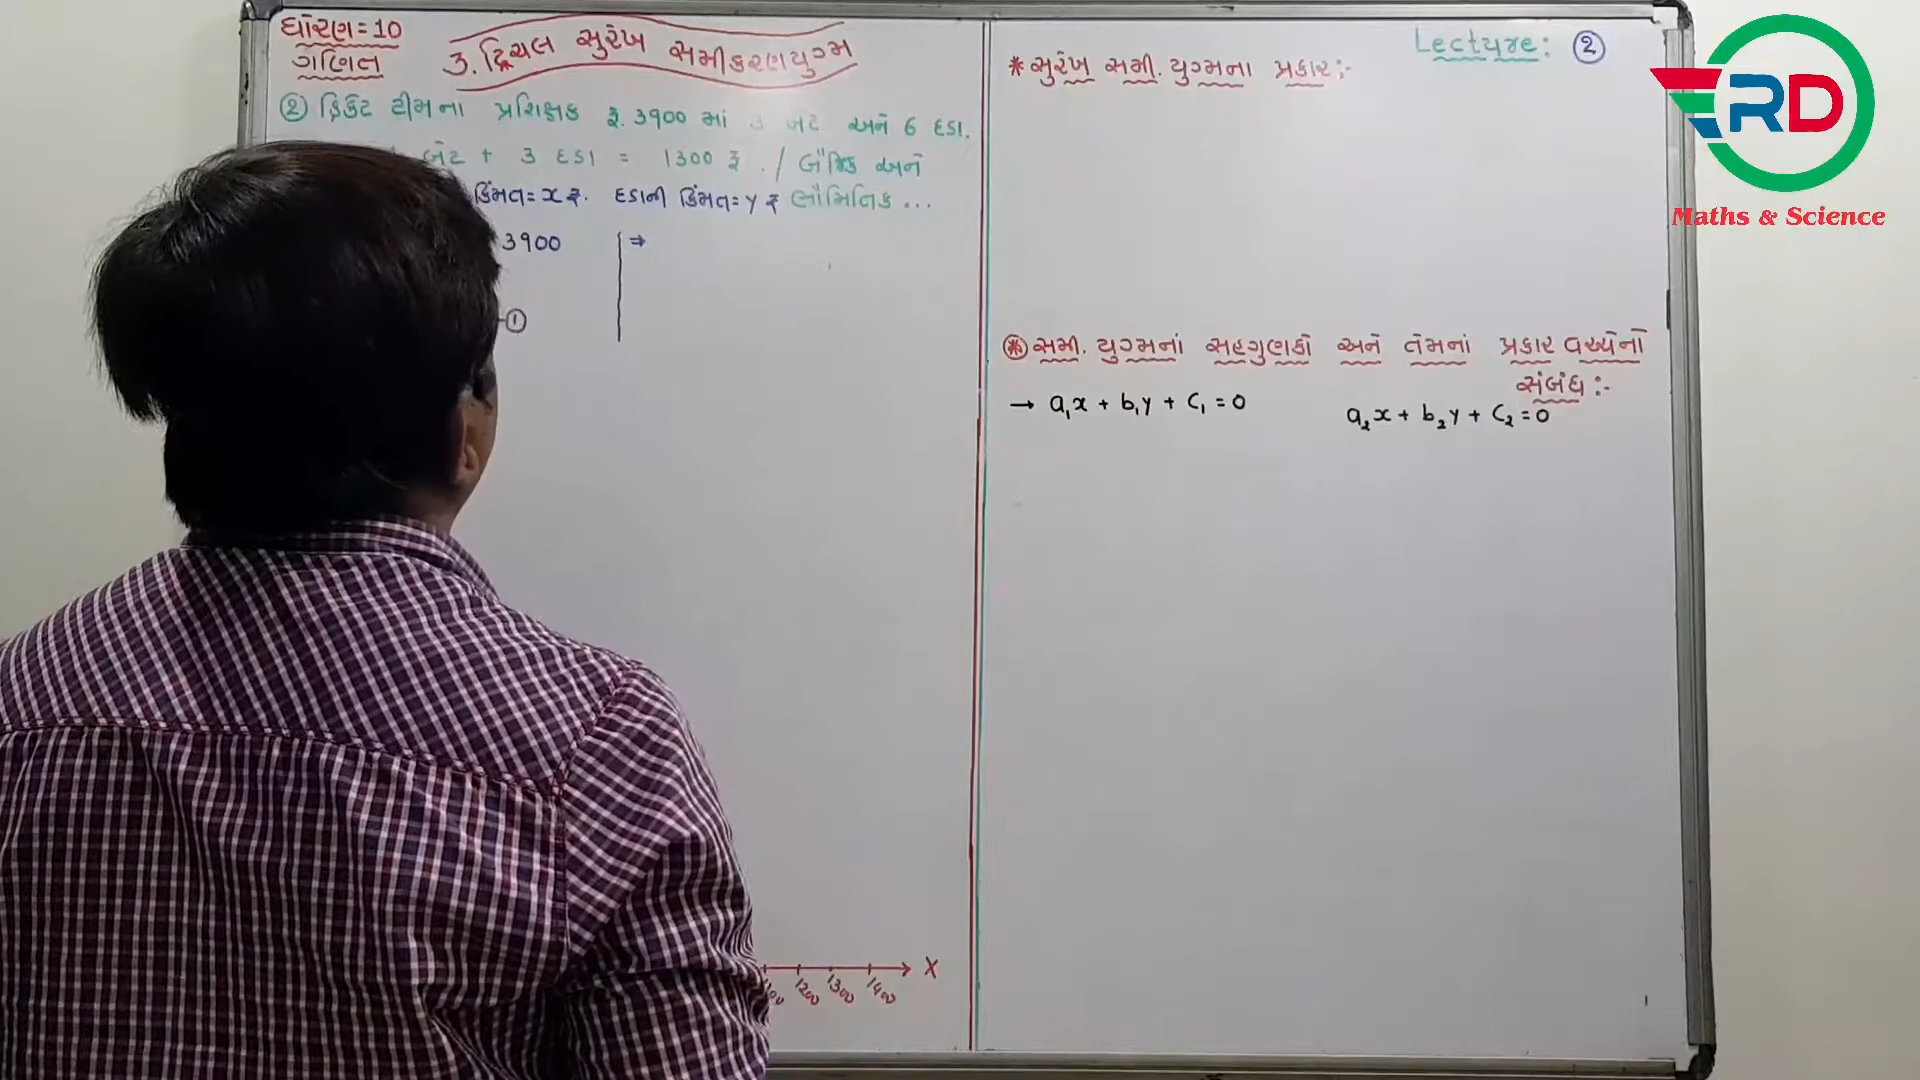 ધોરણ = 10
ગણિત
3. દ્વિચલ સુરેખ સમીકરણયુગ્મ
② ક્રિકેટ ટીમના પ્રશિક્ષક રૂ. 3900 માં 3 બેટ અને 6 દડા.
બેટ + 3 દડા = 1300 રૂ. / બૈજિક અને
કિંમત = x રૂ. દડાની કિંમત = y રૂ ભૌમિતિક ...
3900 ⇒
①
1200 1300 1400 X
Lecture: ②
* સુરેખ સમી. યુગ્મના પ્રકાર :-
* સમી. યુગ્મનાં સહગુણકો અને તેમનાં પ્રકાર વચ્ચેનો
સંબંધ :-
→ a₁x + b₁y + c₁ = 0 a₂x + b₂y + c₂ = 0
RD
Maths & Science